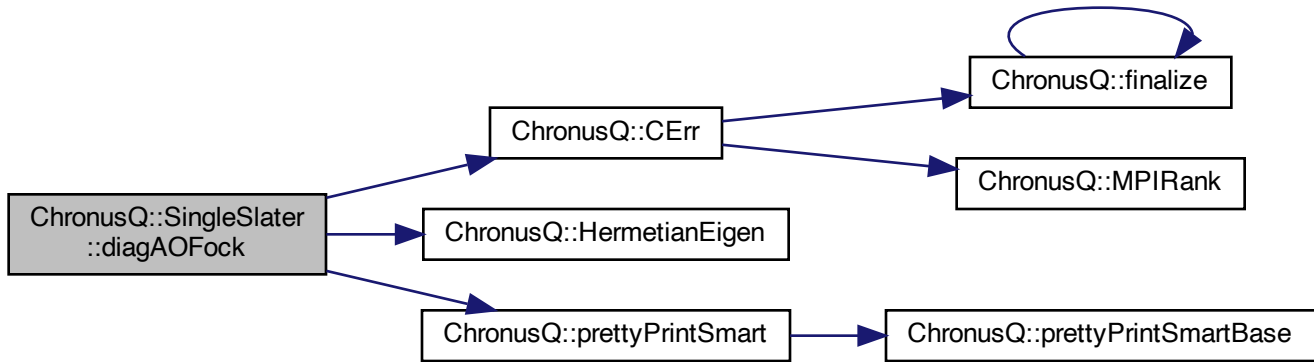 ChronusQ::SingleSlater
::diagAOFock
ChronusQ::CErr
ChronusQ::finalize
ChronusQ::MPIRank
ChronusQ::HermetianEigen
ChronusQ::prettyPrintSmart
ChronusQ::prettyPrintSmartBase